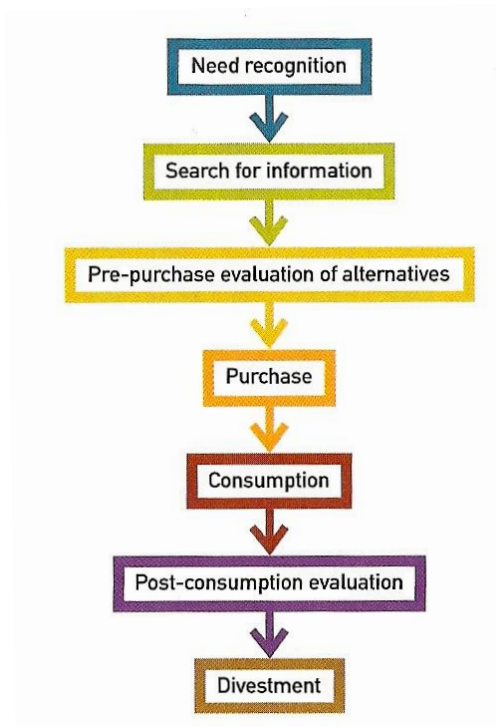 Need recognition
Search for information
Pre-purchase evaluation of alternatives
Purchase
Consumption
Post-consumption evaluation
Divestment